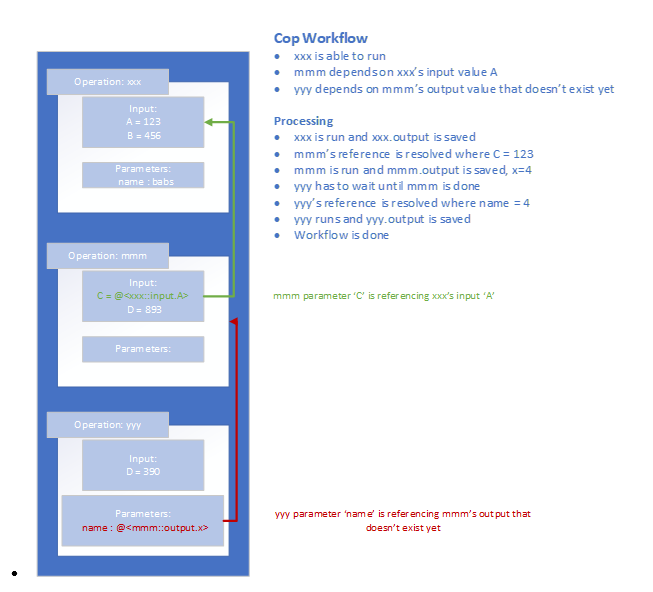 Cop Workflow
• xxx is able to run
• mmm depends on xxx's input value A
• yyy depends on mmm's output value that doesn't exist yet
Processing
• xxx is run and xxx.output is saved
• mmm's reference is resolved where C = 123
• mmm is run and mmm.output is saved, x=4
• yyy has to wait until mmm is done
• yyy's reference is resolved where name = 4
• yyy runs and yyy.output is saved
• Workflow is done
Operation: xxx
Input:
A = 123
B = 456
Parameters:
name : babs
Operation: mmm
Input:
C = @<xxx::input.A>
D = 893
Parameters:
mmm parameter 'C' is referencing xxx's input 'A'
Operation: yyy
Input:
D = 390
Parameters:
name : @<mmm::output.x>
yyy parameter 'name' is referencing mmm's output that
doesn't exist yet